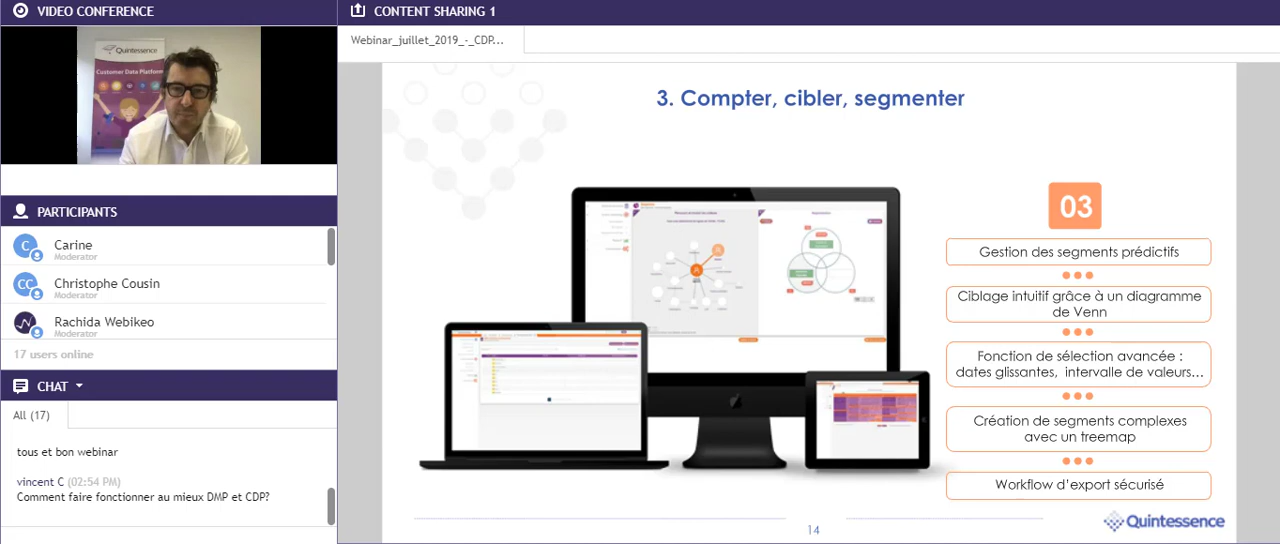 VIDEO CONFERENCE
Quintessence
Customer Data Platform
PARTICIPANTS
C
Carine
Moderator
CC
Christophe Cousin
Moderator
Rachida Webikeo
Moderator
17 users online
CHAT
All (17)
tous et bon webinar
vincent C (02:54 PM)
Comment faire fonctionner au mieux DMP et CDP?
CONTENT SHARING 1
Webinar_juillet_2019_-_CDP...
3. Compter, cibler, segmenter
03
Gestion des segments prédictifs
Ciblage intuitif grâce à un diagramme
de Venn
Fonction de sélection avancée :
dates glissantes, intervalle de valeurs...
Création de segments complexes
avec un treemap
Workflow d'export sécurisé
14
Quintessence